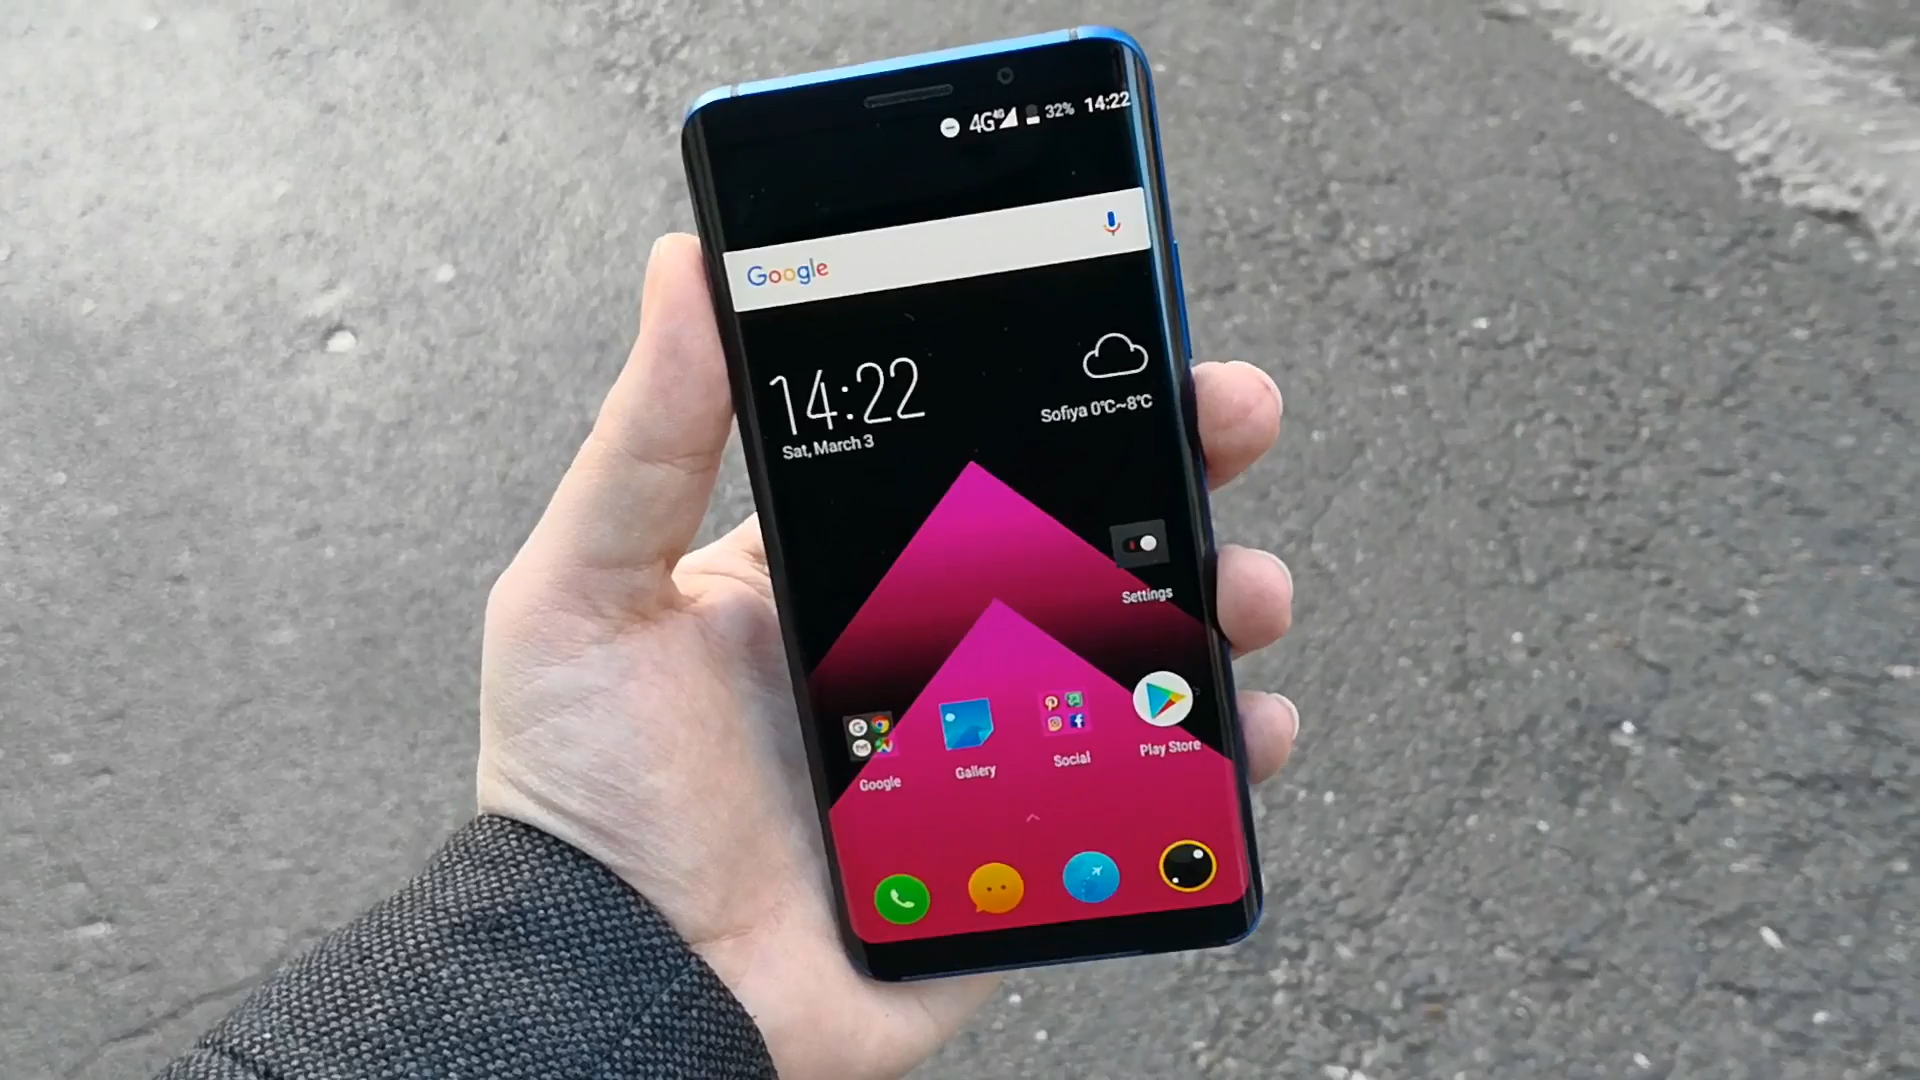 4G 4G 32% 14:22
Google
14:22
Sat, March 3
Sofiya 0°C~8°C
Settings
Google
Gallery
Social
Play Store